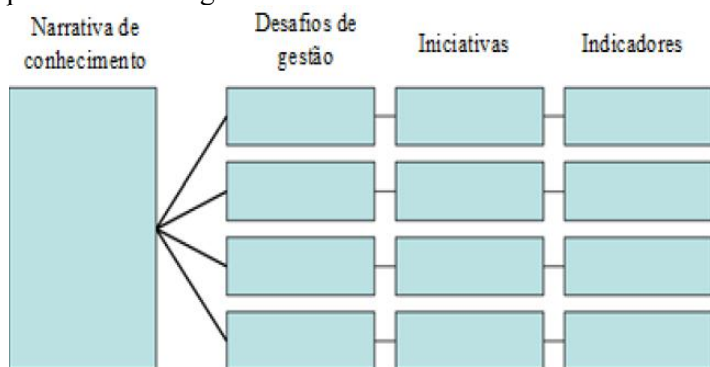 Narrativa de
conhecimento
Desafios de
gestão
Iniciativas
Indicadores